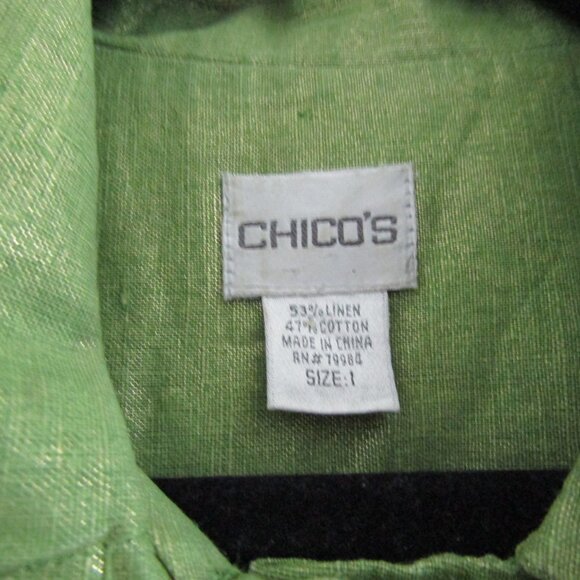 CHICO'S
53% LINEN
47% COTTON
MADE IN CHINA
RN# 79984
SIZE: 1